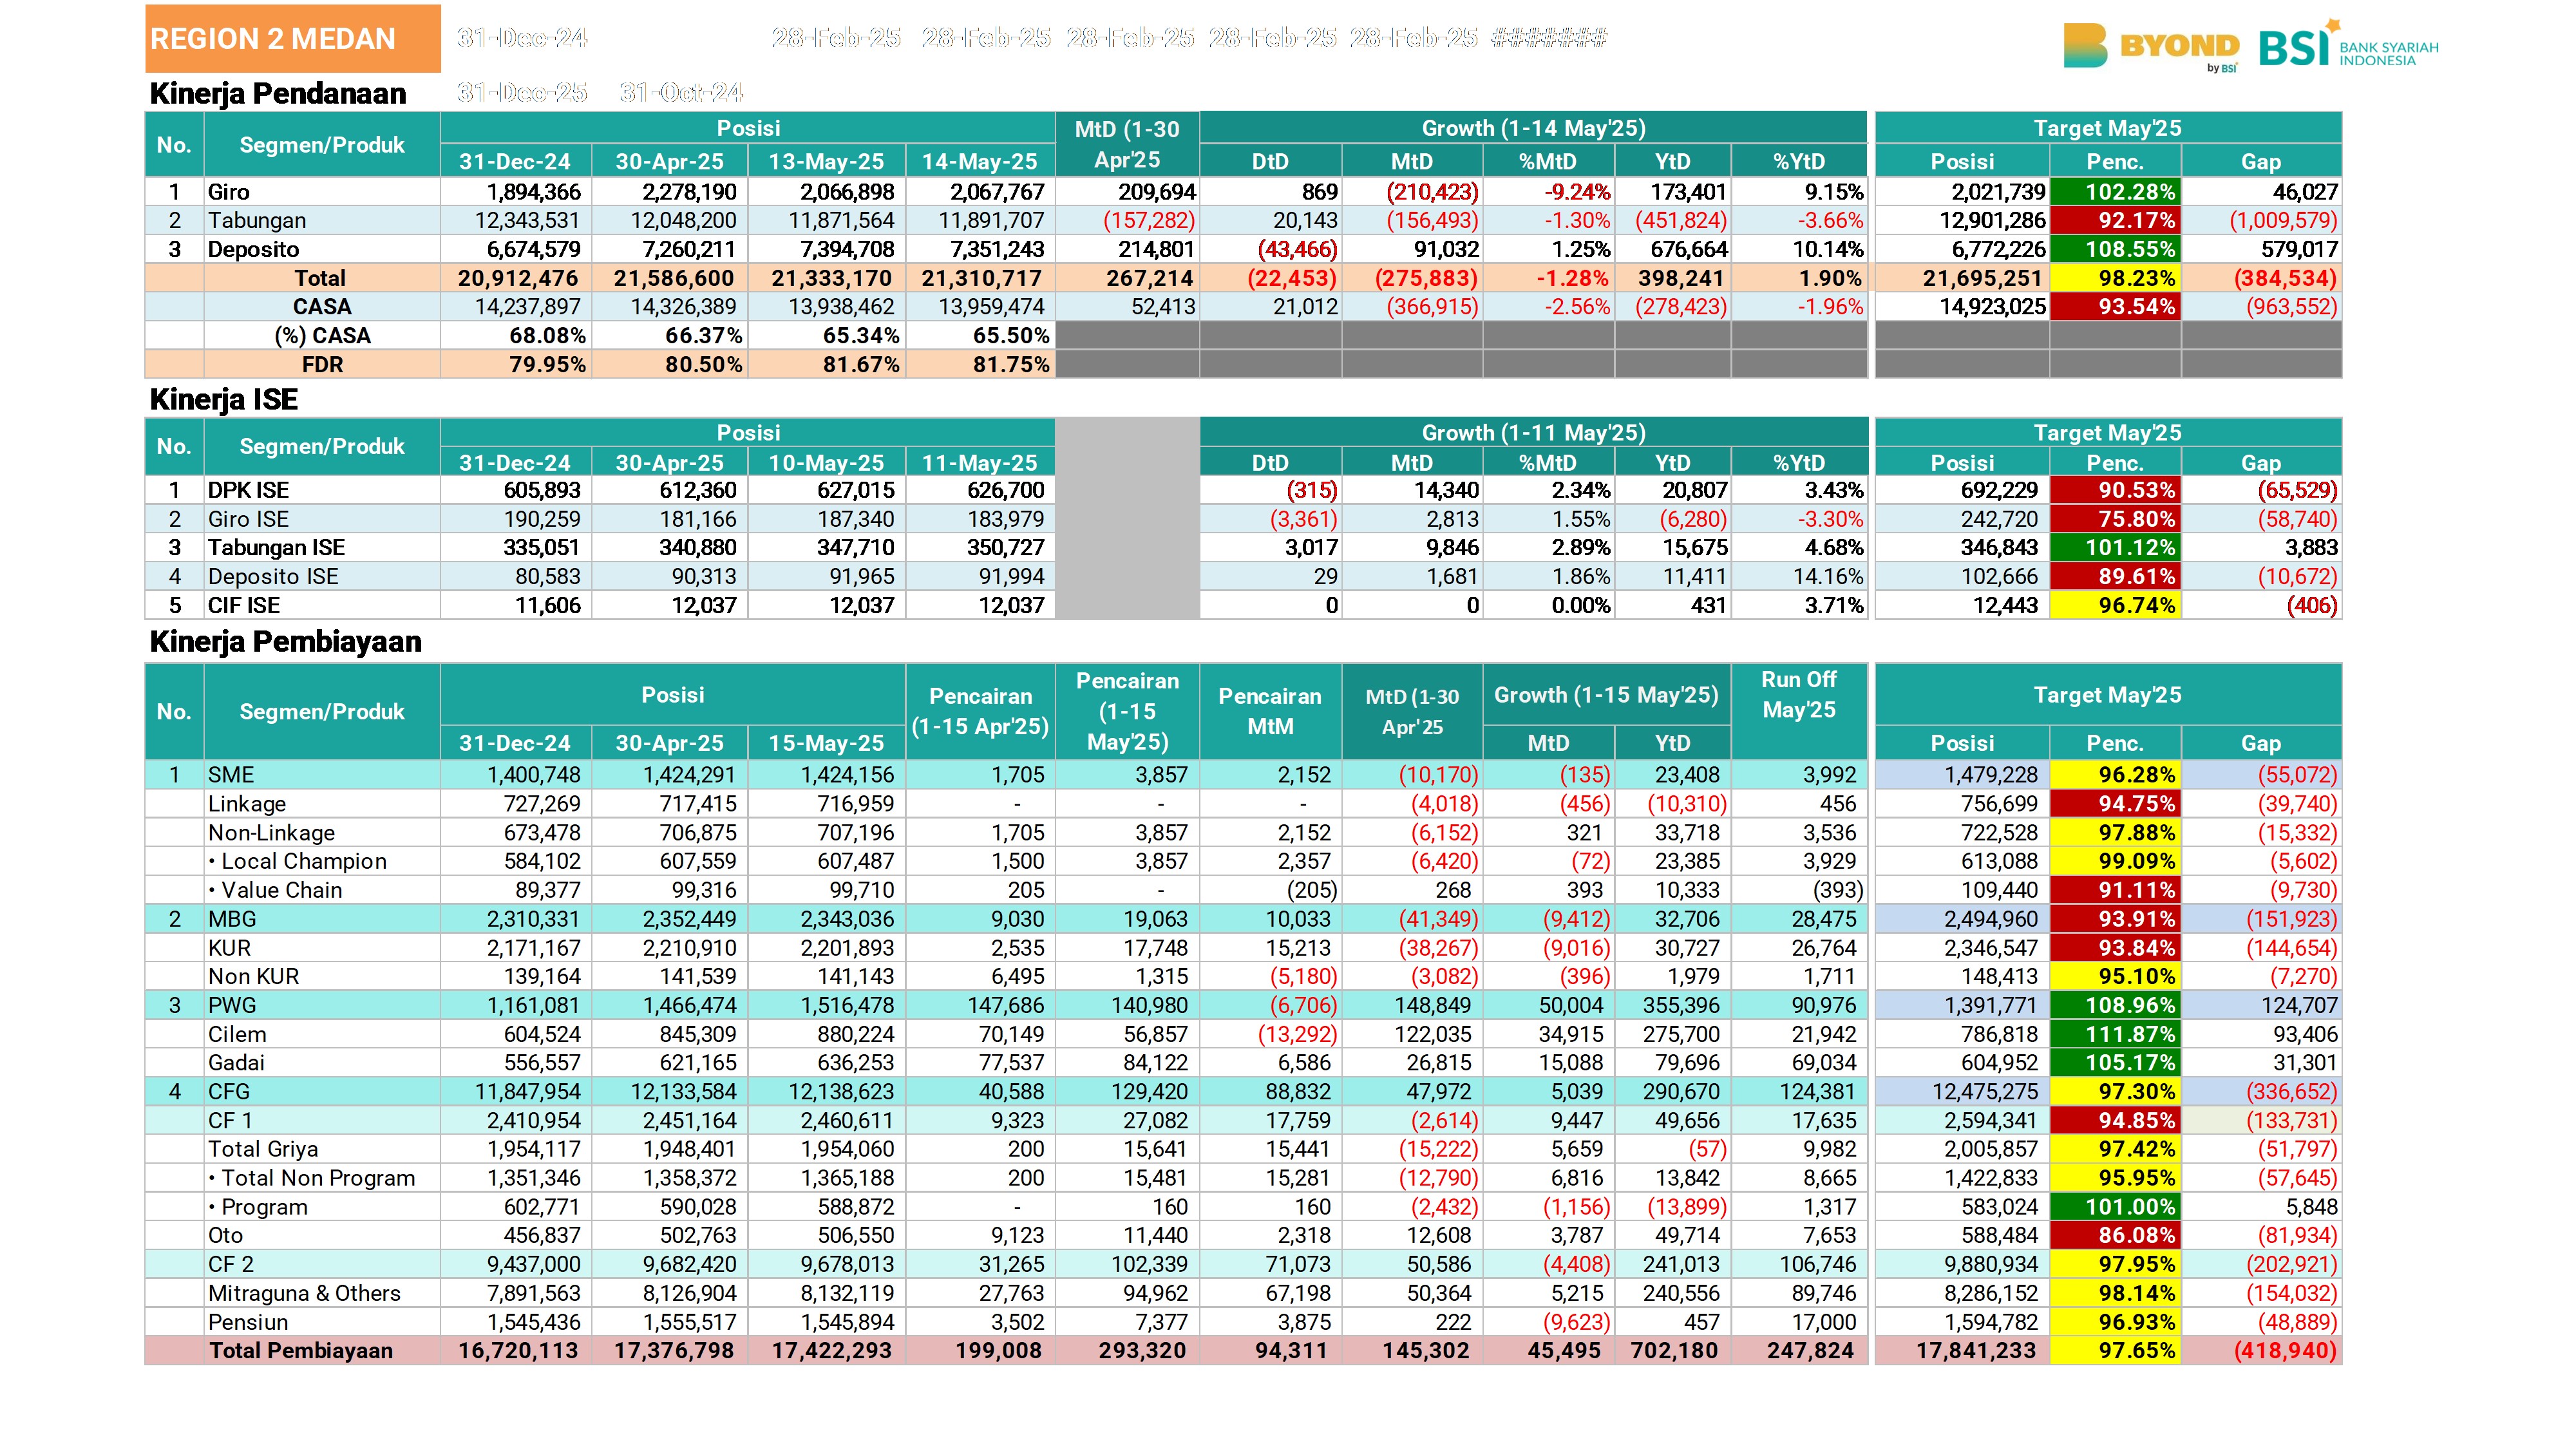 REGION 2 MEDAN 31-Dec-24 28-Feb-25 28-Feb-25 28-Feb-25 28-Feb-25 28-Feb-25 ####### BYOND by BSI BSI BANK SYARIAH INDONESIA
Kinerja Pendanaan 31-Dec-25 31-Oct-24
No. Segmen/Produk Posisi MtD (1-30 Apr'25 Growth (1-14 May'25) Target May'25
31-Dec-24 30-Apr-25 13-May-25 14-May-25 DtD MtD %MtD YtD %YtD Posisi Penc. Gap
1 Giro 1,894,366 2,278,190 2,066,898 2,067,767 209,694 869 (210,423) -9.24% 173,401 9.15% 2,021,739 102.28% 46,027
2 Tabungan 12,343,531 12,048,200 11,871,564 11,891,707 (157,282) 20,143 (156,493) -1.30% (451,824) -3.66% 12,901,286 92.17% (1,009,579)
3 Deposito 6,674,579 7,260,211 7,394,708 7,351,243 214,801 (43,466) 91,032 1.25% 676,664 10.14% 6,772,226 108.55% 579,017
Total 20,912,476 21,586,600 21,333,170 21,310,717 267,214 (22,453) (275,883) -1.28% 398,241 1.90% 21,695,251 98.23% (384,534)
CASA 14,237,897 14,326,389 13,938,462 13,959,474 52,413 21,012 (366,915) -2.56% (278,423) -1.96% 14,923,025 93.54% (963,552)
(%) CASA 68.08% 66.37% 65.34% 65.50%
FDR 79.95% 80.50% 81.67% 81.75%
Kinerja ISE
No. Segmen/Produk Posisi Growth (1-11 May'25) Target May'25
31-Dec-24 30-Apr-25 10-May-25 11-May-25 DtD MtD %MtD YtD %YtD Posisi Penc. Gap
1 DPK ISE 605,893 612,360 627,015 626,700 (315) 14,340 2.34% 20,807 3.43% 692,229 90.53% (65,529)
2 Giro ISE 190,259 181,166 187,340 183,979 (3,361) 2,813 1.55% (6,280) -3.30% 242,720 75.80% (58,740)
3 Tabungan ISE 335,051 340,880 347,710 350,727 3,017 9,846 2.89% 15,675 4.68% 346,843 101.12% 3,883
4 Deposito ISE 80,583 90,313 91,965 91,994 29 1,681 1.86% 11,411 14.16% 102,666 89.61% (10,672)
5 CIF ISE 11,606 12,037 12,037 12,037 0 0 0.00% 431 3.71% 12,443 96.74% (406)
Kinerja Pembiayaan
No. Segmen/Produk Posisi Pencairan (1-15 Apr'25) Pencairan (1-15 May'25) Pencairan MtM MtD (1-30 Apr'25 Growth (1-15 May'25) Run Off May'25 Target May'25
31-Dec-24 30-Apr-25 15-May-25 MtD YtD Posisi Penc. Gap
1 SME 1,400,748 1,424,291 1,424,156 1,705 3,857 2,152 (10,170) (135) 23,408 3,992 1,479,228 96.28% (55,072)
Linkage 727,269 717,415 716,959 - - - (4,018) (456) (10,310) 456 756,699 94.75% (39,740)
Non-Linkage 673,478 706,875 707,196 1,705 3,857 2,152 (6,152) 321 33,718 3,536 722,528 97.88% (15,332)
• Local Champion 584,102 607,559 607,487 1,500 3,857 2,357 (6,420) (72) 23,385 3,929 613,088 99.09% (5,602)
• Value Chain 89,377 99,316 99,710 205 - (205) 268 393 10,333 (393) 109,440 91.11% (9,730)
2 MBG 2,310,331 2,352,449 2,343,036 9,030 19,063 10,033 (41,349) (9,412) 32,706 28,475 2,494,960 93.91% (151,923)
KUR 2,171,167 2,210,910 2,201,893 2,535 17,748 15,213 (38,267) (9,016) 30,727 26,764 2,346,547 93.84% (144,654)
Non KUR 139,164 141,539 141,143 6,495 1,315 (5,180) (3,082) (396) 1,979 1,711 148,413 95.10% (7,270)
3 PWG 1,161,081 1,466,474 1,516,478 147,686 140,980 (6,706) 148,849 50,004 355,396 90,976 1,391,771 108.96% 124,707
Cilem 604,524 845,309 880,224 70,149 56,857 (13,292) 122,035 34,915 275,700 21,942 786,818 111.87% 93,406
Gadai 556,557 621,165 636,253 77,537 84,122 6,586 26,815 15,088 79,696 69,034 604,952 105.17% 31,301
4 CFG 11,847,954 12,133,584 12,138,623 40,588 129,420 88,832 47,972 5,039 290,670 124,381 12,475,275 97.30% (336,652)
CF 1 2,410,954 2,451,164 2,460,611 9,323 27,082 17,759 (2,614) 9,447 49,656 17,635 2,594,341 94.85% (133,731)
Total Griya 1,954,117 1,948,401 1,954,060 200 15,641 15,441 (15,222) 5,659 (57) 9,982 2,005,857 97.42% (51,797)
• Total Non Program 1,351,346 1,358,372 1,365,188 200 15,481 15,281 (12,790) 6,816 13,842 8,665 1,422,833 95.95% (57,645)
• Program 602,771 590,028 588,872 - 160 160 (2,432) (1,156) (13,899) 1,317 583,024 101.00% 5,848
Oto 456,837 502,763 506,550 9,123 11,440 2,318 12,608 3,787 49,714 7,653 588,484 86.08% (81,934)
CF 2 9,437,000 9,682,420 9,678,013 31,265 102,339 71,073 50,586 (4,408) 241,013 106,746 9,880,934 97.95% (202,921)
Mitraguna & Others 7,891,563 8,126,904 8,132,119 27,763 94,962 67,198 50,364 5,215 240,556 89,746 8,286,152 98.14% (154,032)
Pensiun 1,545,436 1,555,517 1,545,894 3,502 7,377 3,875 222 (9,623) 457 17,000 1,594,782 96.93% (48,889)
Total Pembiayaan 16,720,113 17,376,798 17,422,293 199,008 293,320 94,311 145,302 45,495 702,180 247,824 17,841,233 97.65% (418,940)